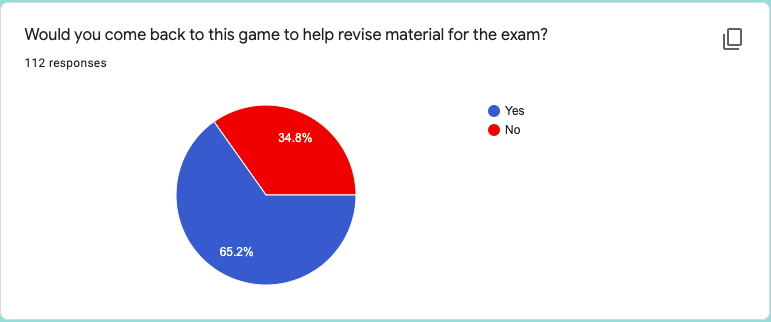 Would you come back to this game to help revise material for the exam?
112 responses
Yes
No
34.8%
65.2%